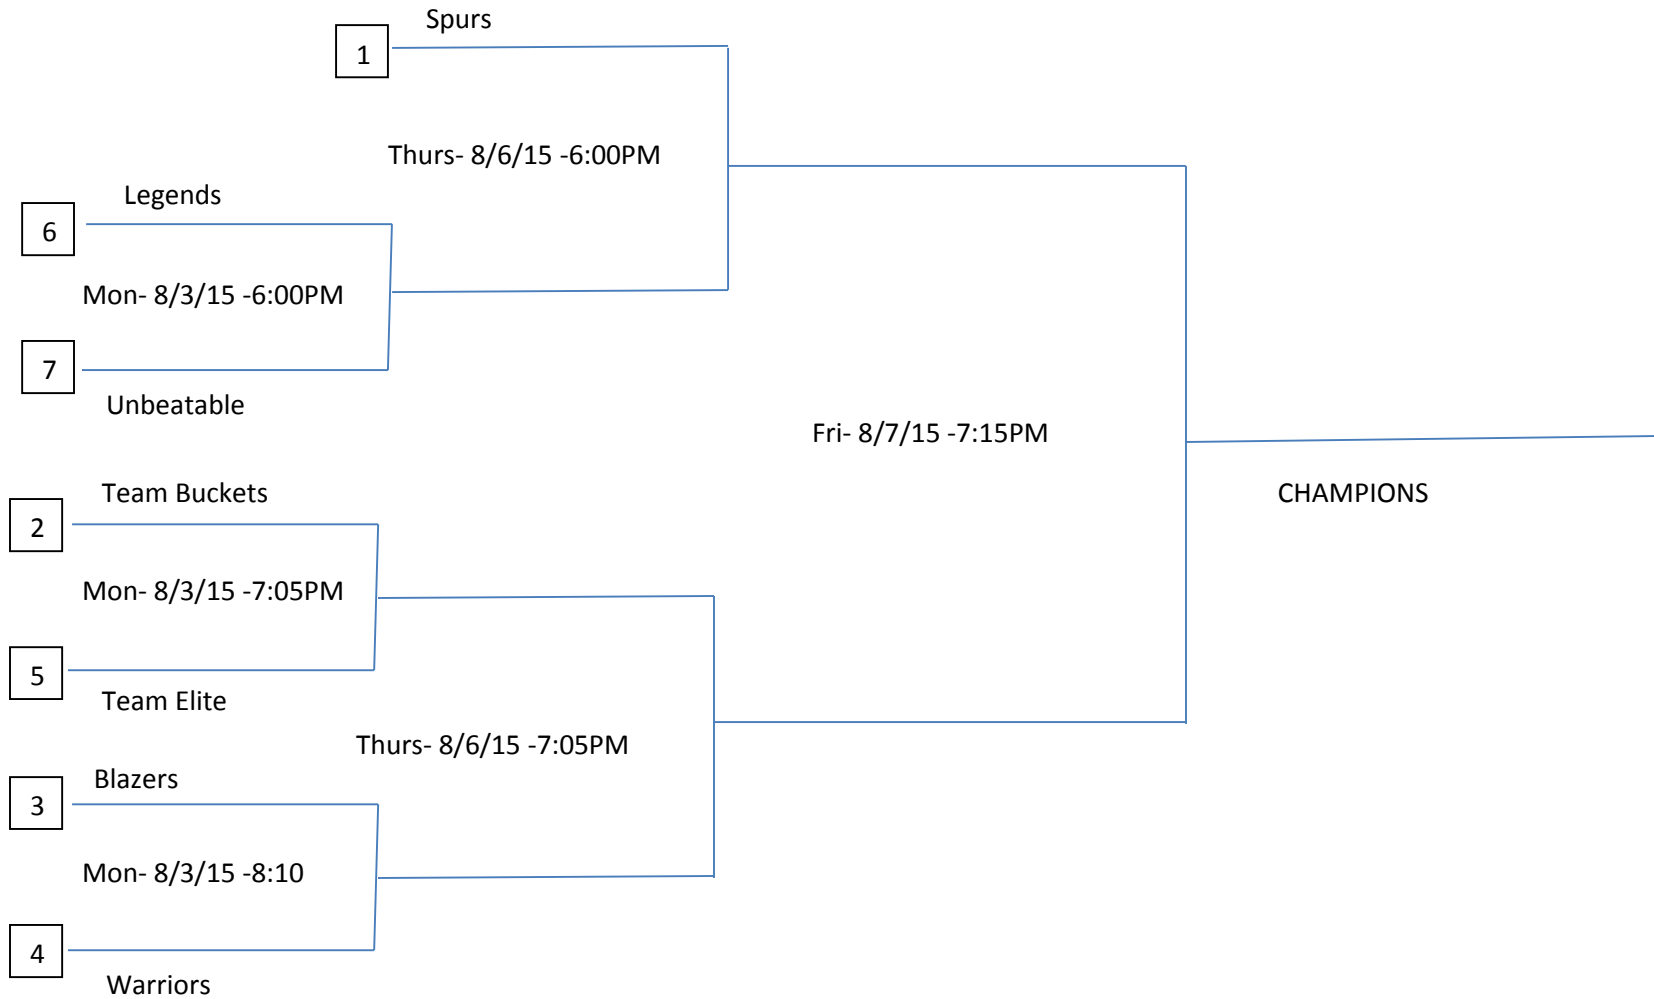 Spurs
1
Thurs- 8/6/15 -6:00PM
Legends
6
Mon- 8/3/15 -6:00PM
7
Unbeatable
Fri- 8/7/15 -7:15PM
CHAMPIONS
Team Buckets
2
Mon- 8/3/15 -7:05PM
5
Team Elite
Thurs- 8/6/15 -7:05PM
Blazers
3
Mon- 8/3/15 -8:10
4
Warriors